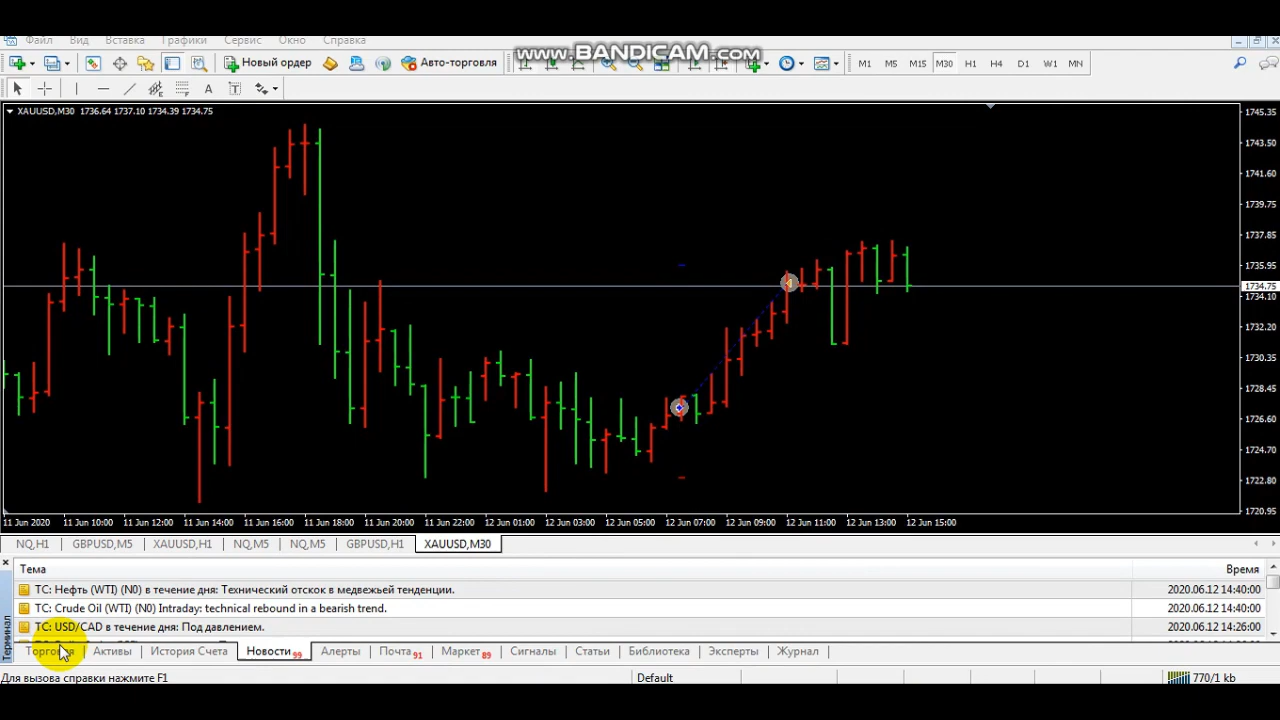 Файл Вид Вставка Графики Сервис Окно Справка
www.BANDICAM.com
Новый ордер Авто-торговля M1 M5 M15 M30 H1 H4 D1 W1 MN
A T
XAUUSD,M30 1736.64 1737.10 1734.39 1734.75
1745.35
1743.50
1741.60
1739.75
1737.85
1735.95
1734.75
1734.10
1732.20
1730.35
1728.45
1726.60
1724.70
1722.80
1720.95
11 Jun 2020 11 Jun 10:00 11 Jun 12:00 11 Jun 14:00 11 Jun 16:00 11 Jun 18:00 11 Jun 20:00 11 Jun 22:00 12 Jun 01:00 12 Jun 03:00 12 Jun 05:00 12 Jun 07:00 12 Jun 09:00 12 Jun 11:00 12 Jun 13:00 12 Jun 15:00
NQ,H1 GBPUSD,M5 XAUUSD,H1 NQ,M5 NQ,M5 GBPUSD,H1 XAUUSD,M30
Тема Время
TC: Нефть (WTI) (N0) в течение дня: Технический отскок в медвежьей тенденции. 2020.06.12 14:40:00
TC: Crude Oil (WTI) (N0) Intraday: technical rebound in a bearish trend. 2020.06.12 14:40:00
TC: USD/CAD в течение дня: Под давлением. 2020.06.12 14:26:00
Терминал
Торговля Активы История Счета Новости 99 Алерты Почта 91 Маркет 89 Сигналы Статьи Библиотека Эксперты Журнал
Для вызова справки нажмите F1 Default 770/1 kb